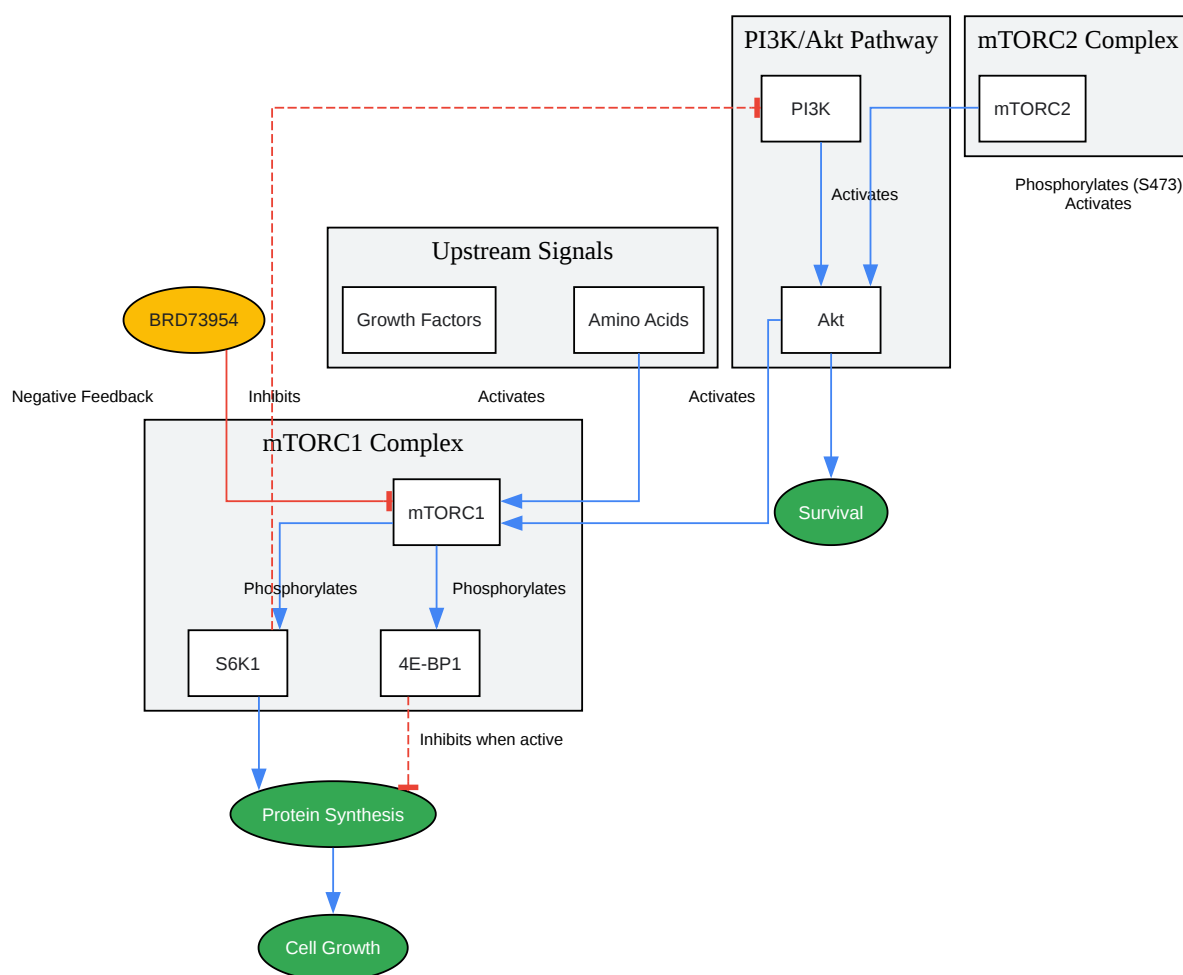 PI3K/Akt Pathway
mTORC2 Complex
PI3K
mTORC2
Phosphorylates (S473)
Activates
Activates
Upstream Signals
Growth Factors
Amino Acids
Akt
BRD73954
Negative Feedback
Inhibits
Activates
Activates
mTORC1 Complex
mTORC1
Survival
Phosphorylates
Phosphorylates
S6K1
4E-BP1
Inhibits when active
Protein Synthesis
Cell Growth